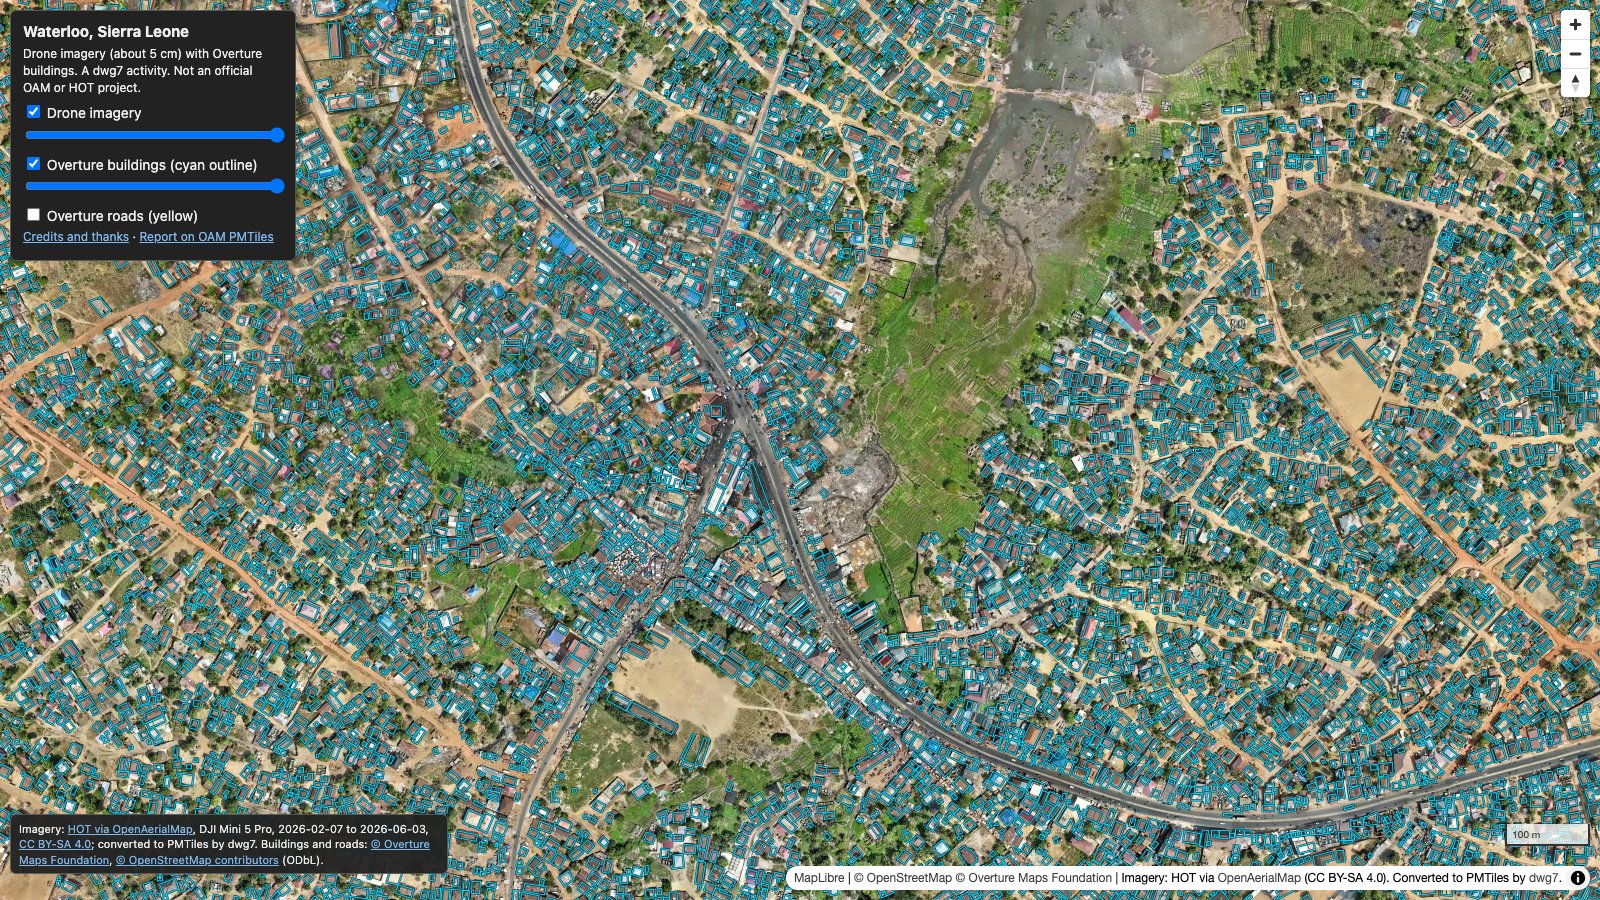 Waterloo, Sierra Leone
Drone imagery (about 5 cm) with Overture
buildings. A dwg7 activity. Not an official
OAM or HOT project.
Drone imagery
Overture buildings (cyan outline)
Overture roads (yellow)
Credits and thanks · Report on OAM PMTiles
Imagery: HOT via OpenAerialMap, DJI Mini 5 Pro, 2026-02-07 to 2026-06-03,
CC BY-SA 4.0; converted to PMTiles by dwg7. Buildings and roads: © Overture
Maps Foundation, © OpenStreetMap contributors (ODbL).
100 m
MapLibre | © OpenStreetMap © Overture Maps Foundation | Imagery: HOT via OpenAerialMap (CC BY-SA 4.0). Converted to PMTiles by dwg7.